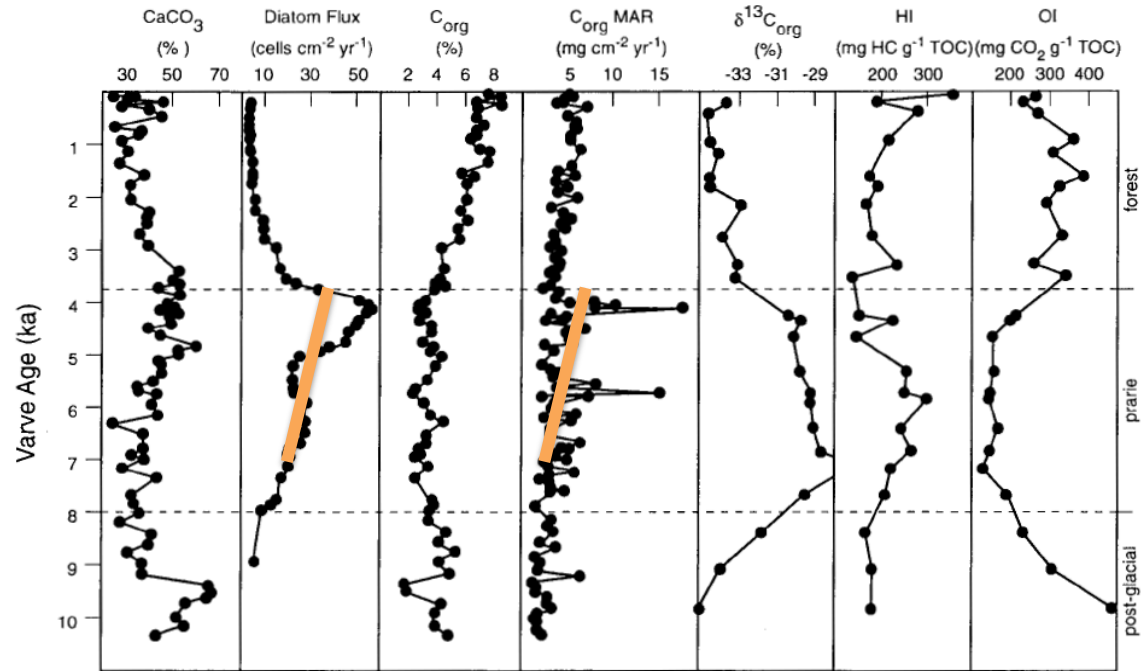 CaCO3 Diatom Flux Corg Corg MAR δ13Corg HI OI
(%) (cells cm-2 yr-1) (%) (mg cm-2 yr-1) (%) (mg HC g-1 TOC) (mg CO2 g-1 TOC)
30 50 70 10 30 50 2 4 6 8 5 10 15 -33 -31 -29 200 300 200 300 400
1
2
3
4
5
6
7
8
9
10
Varve Age (ka)
forest
prarie
post-glacial